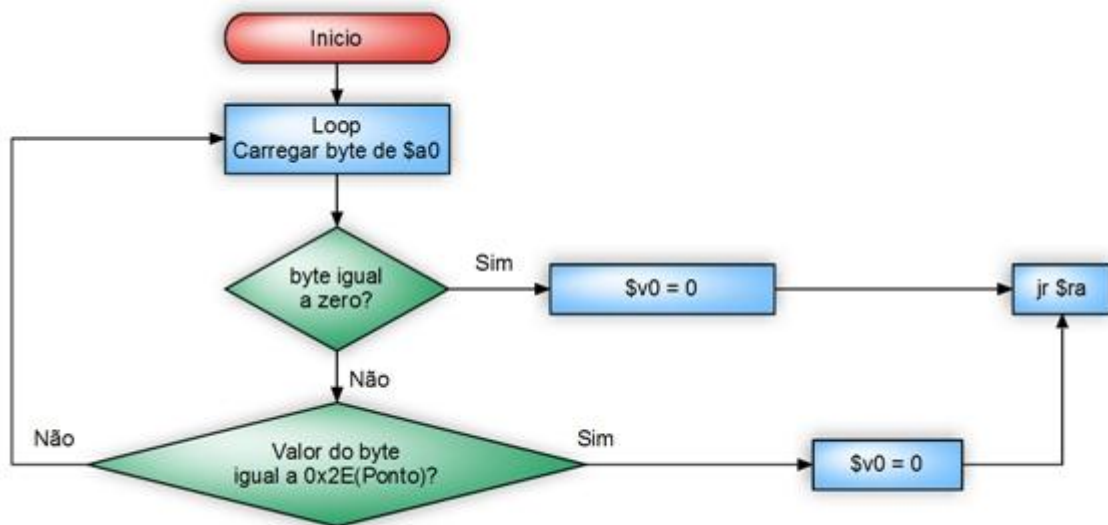 Inicio
Loop
Carregar byte de $a0
byte igual
a zero?
Sim
$v0 = 0
jr $ra
Não
Não
Valor do byte
igual a 0x2E(Ponto)?
Sim
$v0 = 0